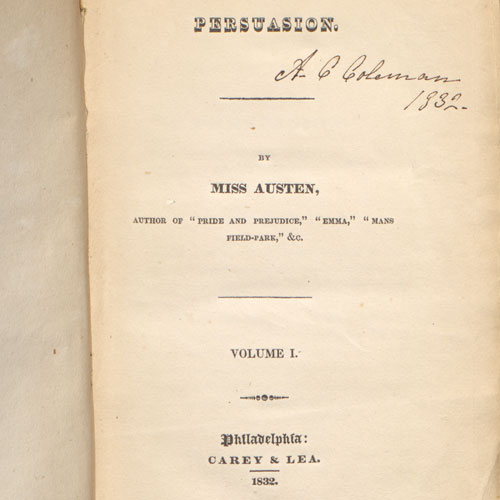 PERSUASION.
A C Coleman
1832.
BY
MISS AUSTEN,
AUTHOR OF “PRIDE AND PREJUDICE,” “EMMA,” “MANS
FIELD-PARK,” &C.
VOLUME I.
Philadelphia:
CAREY & LEA.
1832.